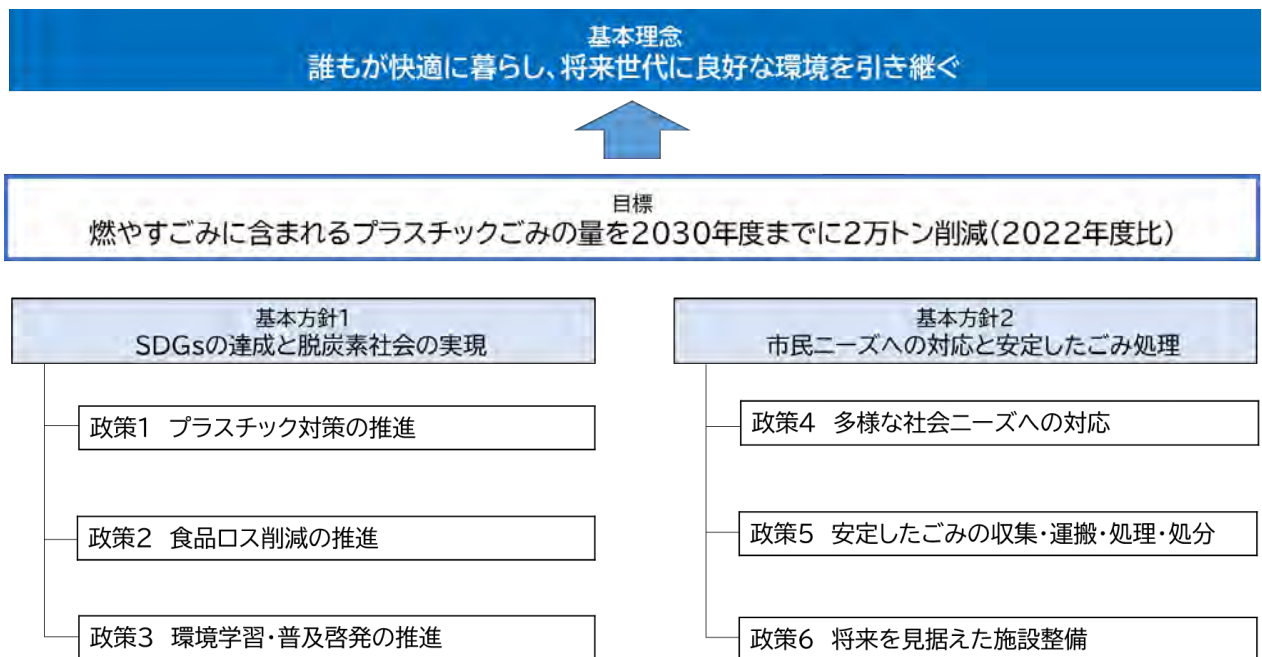 基本理念
誰もが快適に暮らし、将来世代に良好な環境を引き継ぐ
目標
燃やすごみに含まれるプラスチックごみの量を2030年度までに2万トン削減(2022年度比)
基本方針1
SDGsの達成と脱炭素社会の実現
政策1 プラスチック対策の推進
政策2 食品ロス削減の推進
政策3 環境学習・普及啓発の推進
基本方針2
市民ニーズへの対応と安定したごみ処理
政策4 多様な社会ニーズへの対応
政策5 安定したごみの収集・運搬・処理・処分
政策6 将来を見据えた施設整備